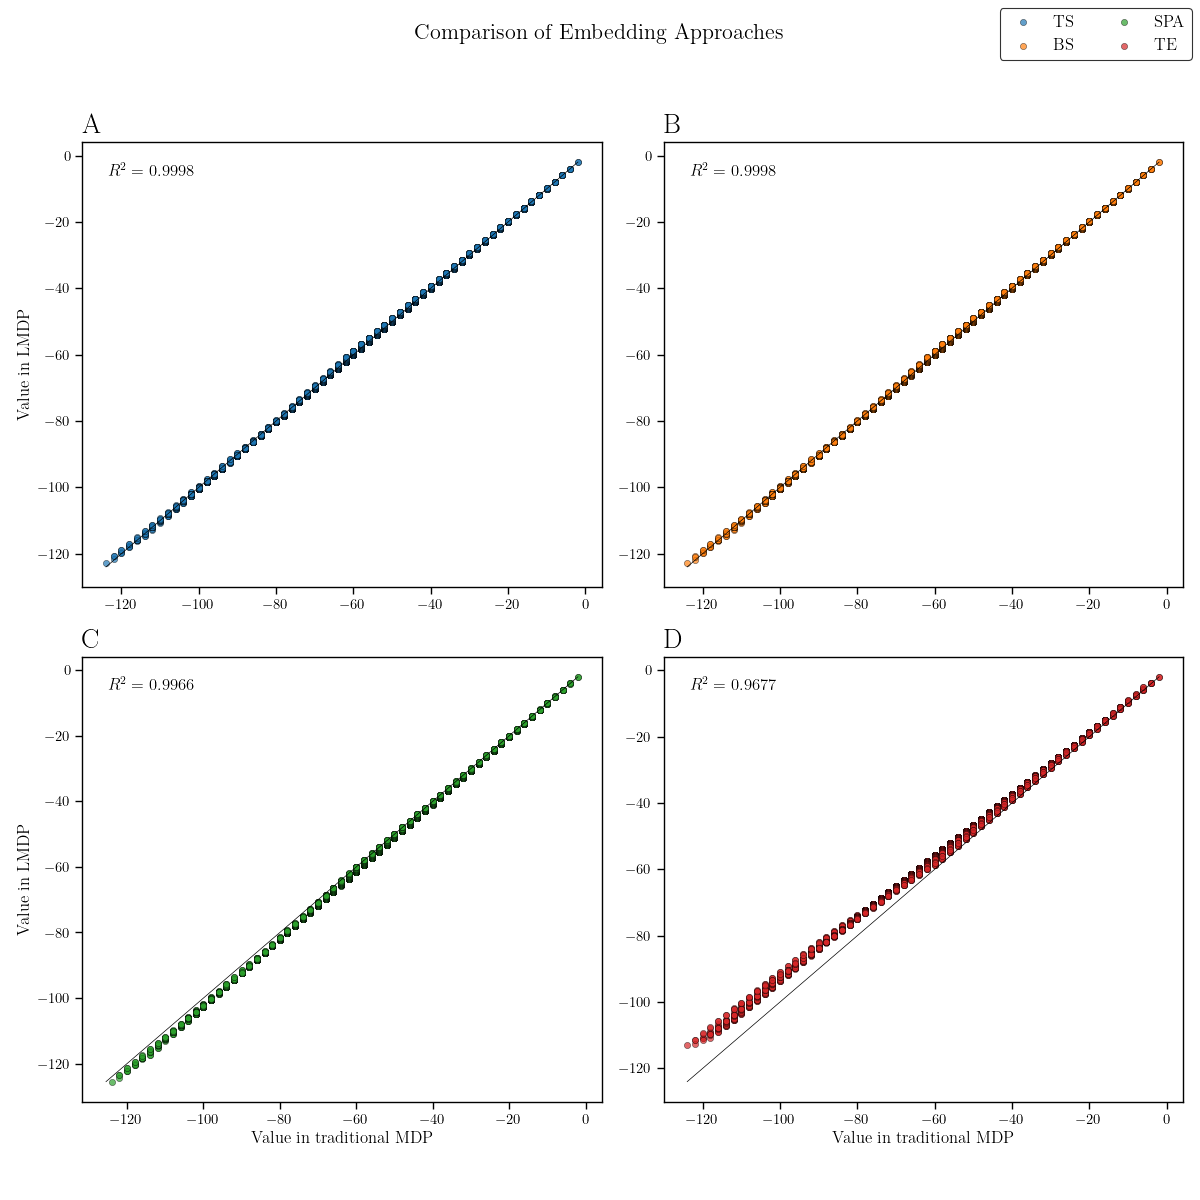 Comparison of Embedding Approaches
TS SPA
BS TE
A
R² = 0.9998
Value in LMDP
0
−20
−40
−60
−80
−100
−120
−120 −100 −80 −60 −40 −20 0
B
R² = 0.9998
0
−20
−40
−60
−80
−100
−120
−120 −100 −80 −60 −40 −20 0
C
R² = 0.9966
Value in LMDP
0
−20
−40
−60
−80
−100
−120
−120 −100 −80 −60 −40 −20 0
Value in traditional MDP
D
R² = 0.9677
0
−20
−40
−60
−80
−100
−120
−120 −100 −80 −60 −40 −20 0
Value in traditional MDP